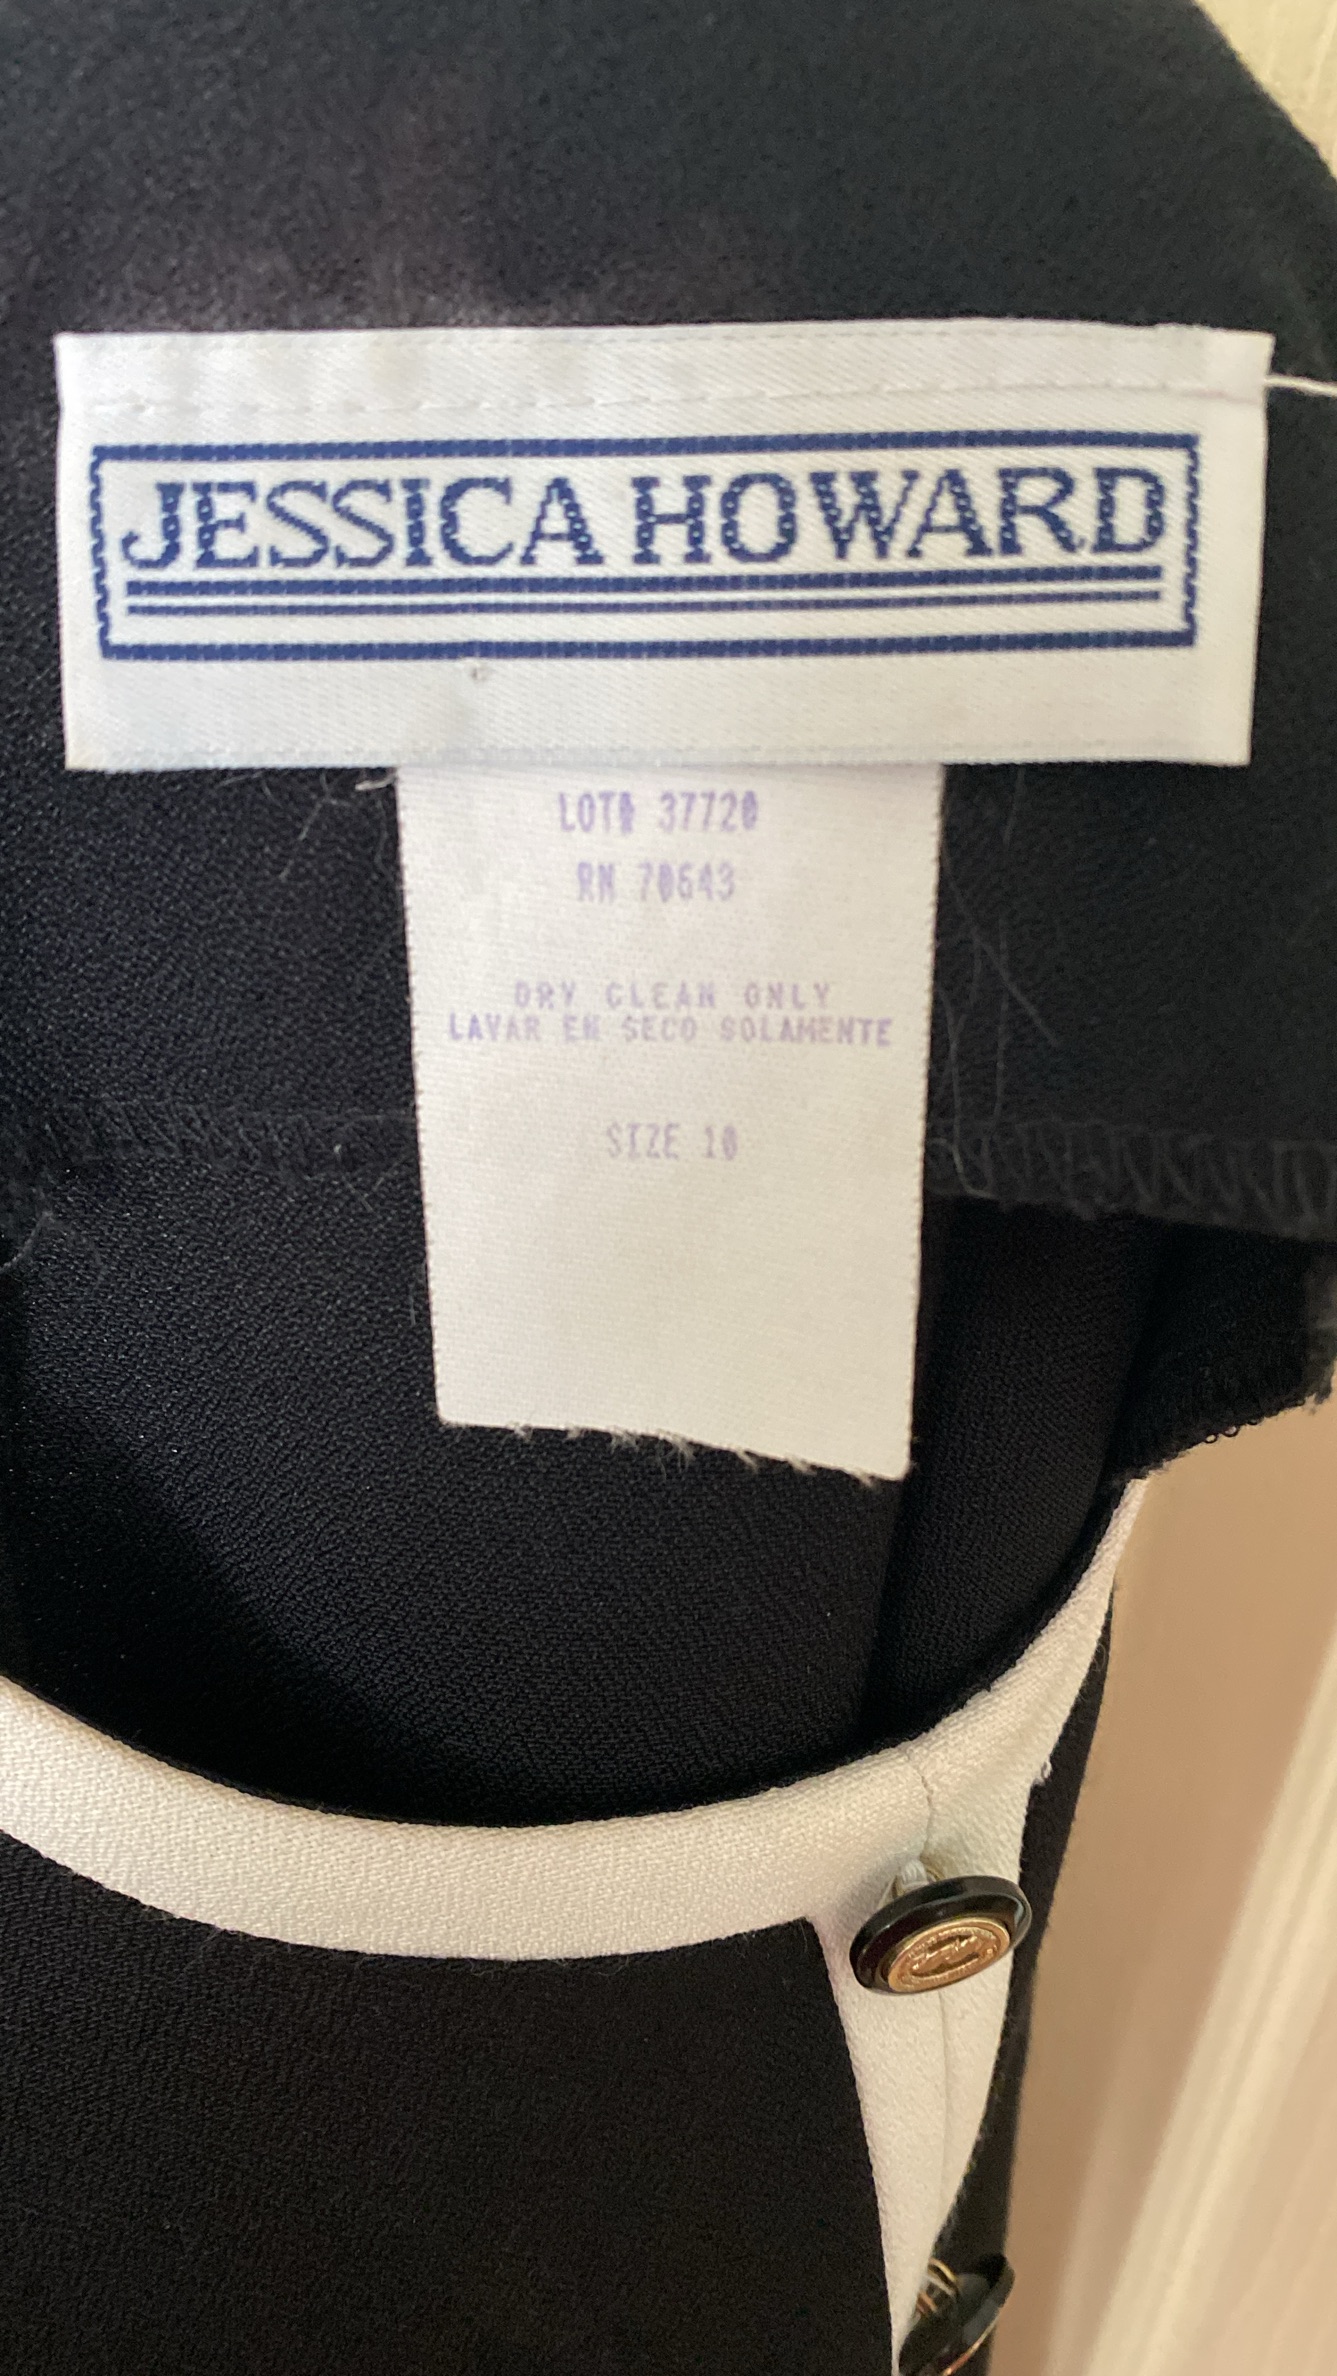 JESSICA HOWARD
LOT# 37720
RN 70643
DRY CLEAN ONLY
LAVAR EN SECO SOLAMENTE
SIZE 10